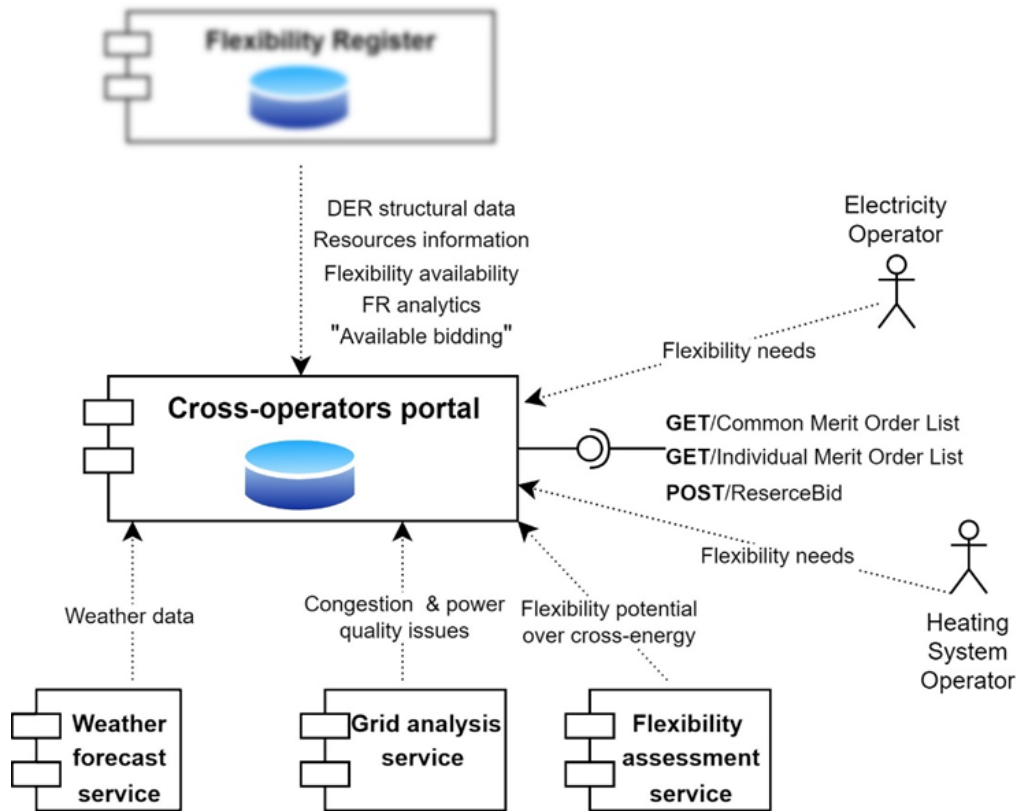 Flexibility Register
DER structural data
Resources information
Flexibility availability
FR analytics
"Available bidding"
Electricity
Operator
Flexibility needs
Cross-operators portal
GET/Common Merit Order List
GET/Individual Merit Order List
POST/ReserceBid
Flexibility needs
Heating
System
Operator
Weather data
Congestion & power
quality issues
Flexibility potential
over cross-energy
Weather
forecast
service
Grid analysis
service
Flexibility
assessment
service